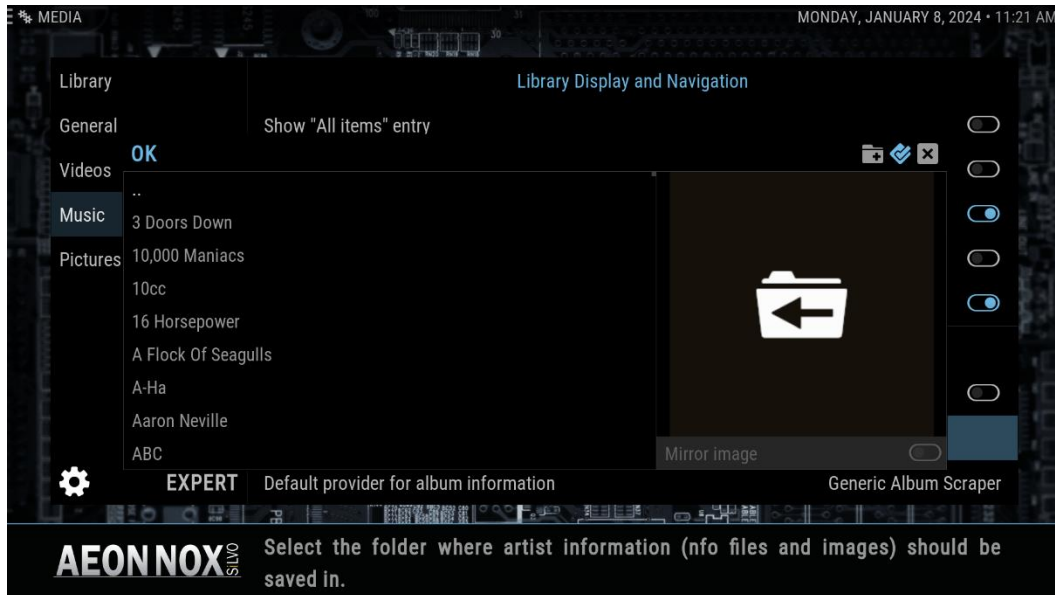 MEDIA
MONDAY, JANUARY 8, 2024 • 11:21 AM
Library
Library Display and Navigation
General
Show "All items" entry
OK
Videos
..
Music
3 Doors Down
Pictures
10,000 Maniacs
10cc
16 Horsepower
A Flock Of Seagulls
A-Ha
Aaron Neville
ABC
Mirror image
EXPERT
Default provider for album information
Generic Album Scraper
AEON NOX SiLVO
Select the folder where artist information (nfo files and images) should be
saved in.